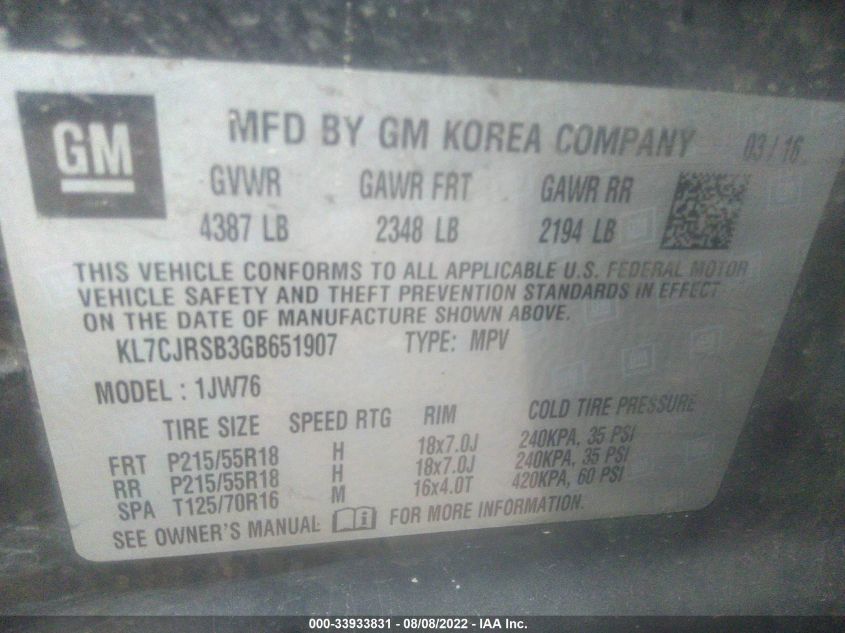 GM
MFD BY GM KOREA COMPANY 03/16
GVWR GAWR FRT GAWR RR
4387 LB 2348 LB 2194 LB
THIS VEHICLE CONFORMS TO ALL APPLICABLE U.S. FEDERAL MOTOR
VEHICLE SAFETY AND THEFT PREVENTION STANDARDS IN EFFECT
ON THE DATE OF MANUFACTURE SHOWN ABOVE.
KL7CJRSB3GB651907 TYPE: MPV
MODEL : 1JW76
TIRE SIZE SPEED RTG RIM COLD TIRE PRESSURE
FRT P215/55R18 H 18x7.0J 240KPA, 35 PSI
RR P215/55R18 H 18x7.0J 240KPA, 35 PSI
SPA T125/70R16 M 16x4.0T 420KPA, 60 PSI
SEE OWNER'S MANUAL FOR MORE INFORMATION.
000-33933831 - 08/08/2022 - IAA Inc.